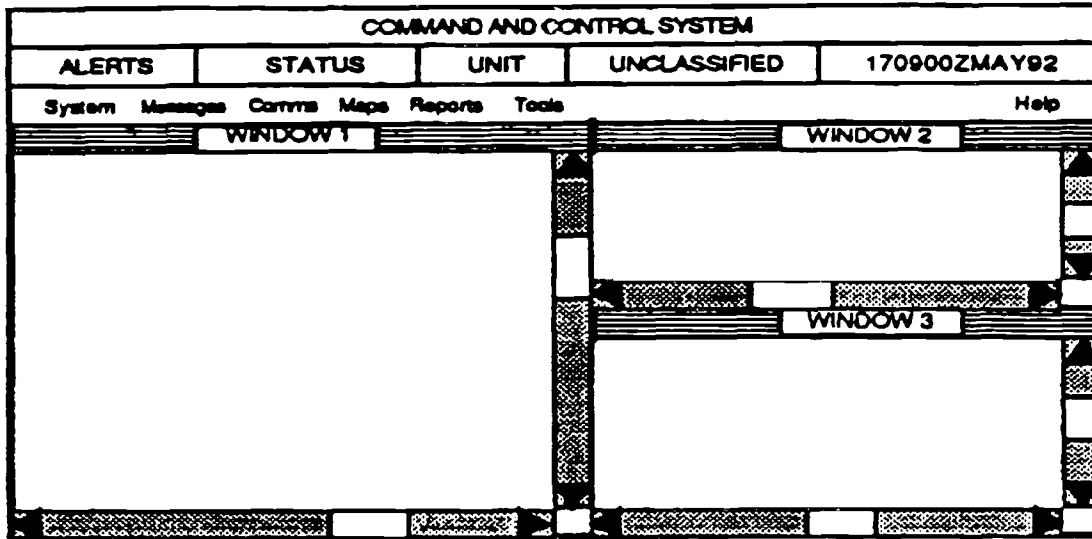 COMMAND AND CONTROL SYSTEM
ALERTS STATUS UNIT UNCLASSIFIED 170900ZMAY92
System Messages Comms Maps Reports Tools Help
WINDOW 1 WINDOW 2
WINDOW 3